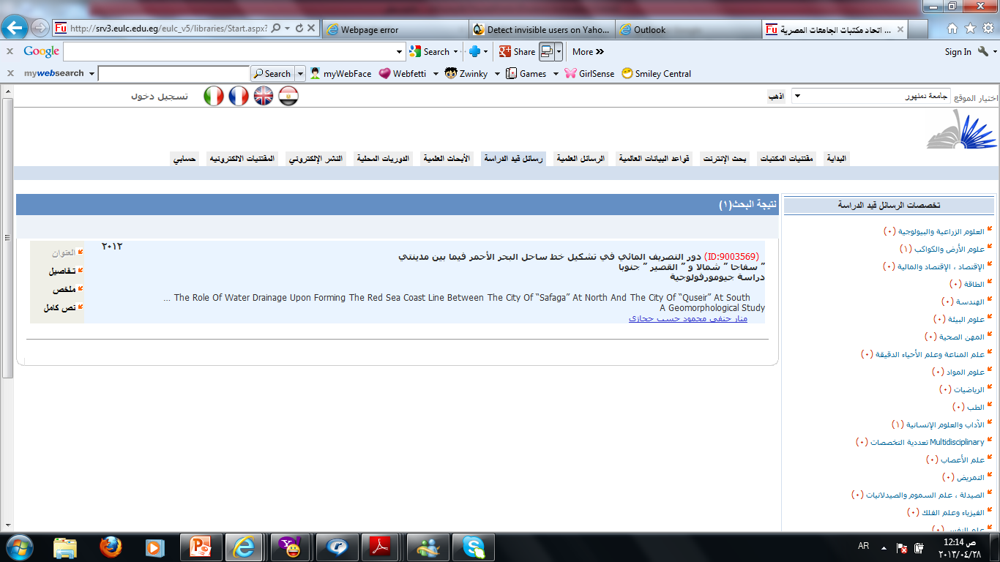 http://srv3.eulc.edu.eg/eulc_v5/libraries/Start.aspx?
Webpage error
Detect invisible users on Yaho...
Outlook
اتحاد مكتبات الجامعات المصرية ...
Google
Search
Share
More »
Sign In
mywebsearch
Search
myWebFace
Webfetti
Zwinky
Games
GirlSense
Smiley Central
اختيار الموقع
جامعة دمنهور
اذهب
تسجيل دخول
البداية
مقتنيات المكتبات
بحث الإنترنت
قواعد البيانات العالمية
الرسائل العلمية
رسائل قيد الدراسة
الأبحاث العلمية
الدوريات المحلية
النشر الإلكتروني
المقتنيات الالكترونيه
حسابي
تخصصات الرسائل قيد الدراسة
العلوم الزراعية والبيولوجية (٠)
علوم الأرض والكواكب (١)
الإقتصاد ، الإقتصاد والمالية (٠)
الطاقة (٠)
الهندسة (٠)
علوم البيئة (٠)
المهن الصحية (٠)
علم المناعة وعلم الأحياء الدقيقة (٠)
علوم المواد (٠)
الرياضيات (٠)
الطب (٠)
الآداب والعلوم الإنسانية (١)
Multidisciplinary تعددية التخصصات (٠)
علم الأعصاب (٠)
التمريض (٠)
الصيدلة ، علم السموم والصيدلانيات (٠)
الفيزياء وعلم الفلك (٠)
علم النفس (٠)
نتيجة البحث(١)
٢٠١٢
(ID:9003569) دور التصريف المائي في تشكيل خط ساحل البحر الأحمر فيما بين مدينتي
” سفاجا ” شمالا و ” القصير ” جنوبا
دراسة جيومورفولوجية
The Role Of Water Drainage Upon Forming The Red Sea Coast Line Between The City Of “Safaga” At North And The City Of “Quseir” At South ...
A Geomorphological Study
منار حنفى محمود حسب حجازى
العنوان
تفاصيل
ملخص
نص كامل
AR
12:14 ص
٢٠١٣/٠٤/٢٨